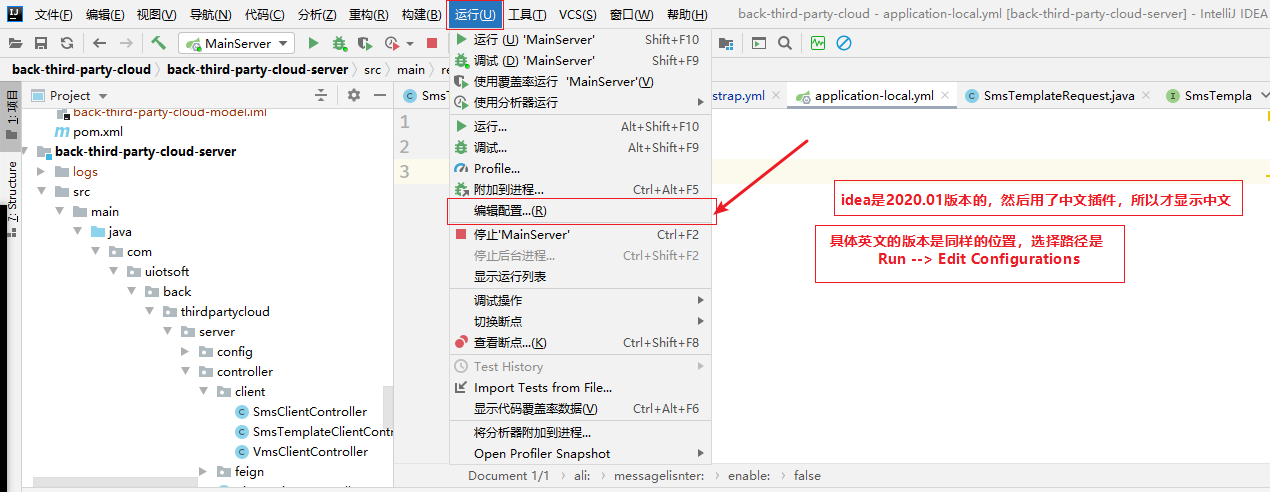 文件(F) 编辑(E) 视图(V) 导航(N) 代码(C) 分析(Z) 重构(R) 构建(B) 运行(U) 工具(T) VCS(S) 窗口(W) 帮助(H) back-third-party-cloud - application-local.yml [back-third-party-cloud-server] - IntelliJ IDEA
MainServer
back-third-party-cloud back-third-party-cloud-server src main
1: 项目
Z: Structure
Project
back-third-party-cloud-model.iml
pom.xml
back-third-party-cloud-server
logs
src
main
java
com
uiotsoft
back
thirdpartycloud
server
config
controller
client
SmsClientController
SmsTemplateClientCont
VmsClientController
feign
strap.yml application-local.yml SmsTemplateRequest.java SmsTempla
1
2
3
运行 (U) 'MainServer' Shift+F10
调试 (D) 'MainServer' Shift+F9
使用覆盖率运行 'MainServer'(V)
使用分析器运行
运行... Alt+Shift+F10
调试... Alt+Shift+F9
Profile...
附加到进程... Ctrl+Alt+F5
编辑配置...(R)
停止'MainServer' Ctrl+F2
停止后台进程... Ctrl+Shift+F2
显示运行列表
调试操作
切换断点
查看断点...(K) Ctrl+Shift+F8
Test History
Import Tests from File...
显示代码覆盖率数据(V) Ctrl+Alt+F6
将分析器附加到进程...
Open Profiler Snapshot
idea是2020.01版本的，然后用了中文插件，所以才显示中文
具体英文的版本是同样的位置，选择路径是
Run --> Edit Configurations
Document 1/1 ali: messagelisnter: enable: false